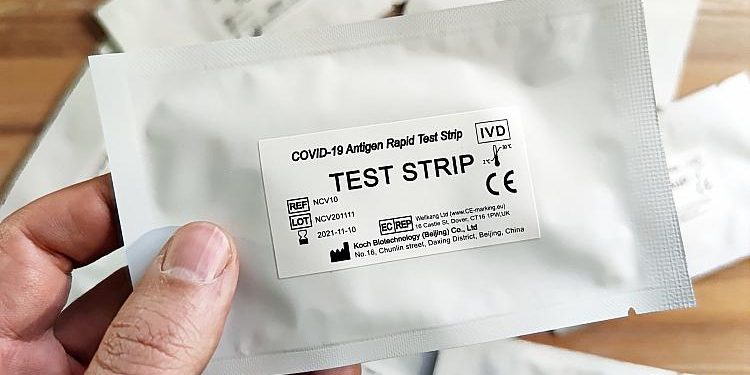 COVID-19 Antigen Rapid Test Strip
IVD
TEST STRIP
2°C 30°C
CE
REF NCV10
LOT NCV201111
2021-11-10
EC REP Wellkang Ltd (www.CE-marking.eu)
16 Castle St, Dover, CT16 1PW,UK
Koch Biotechnology (Beijing) Co., Ltd
No.16, Chunlin street, Daxing District, Beijing, China